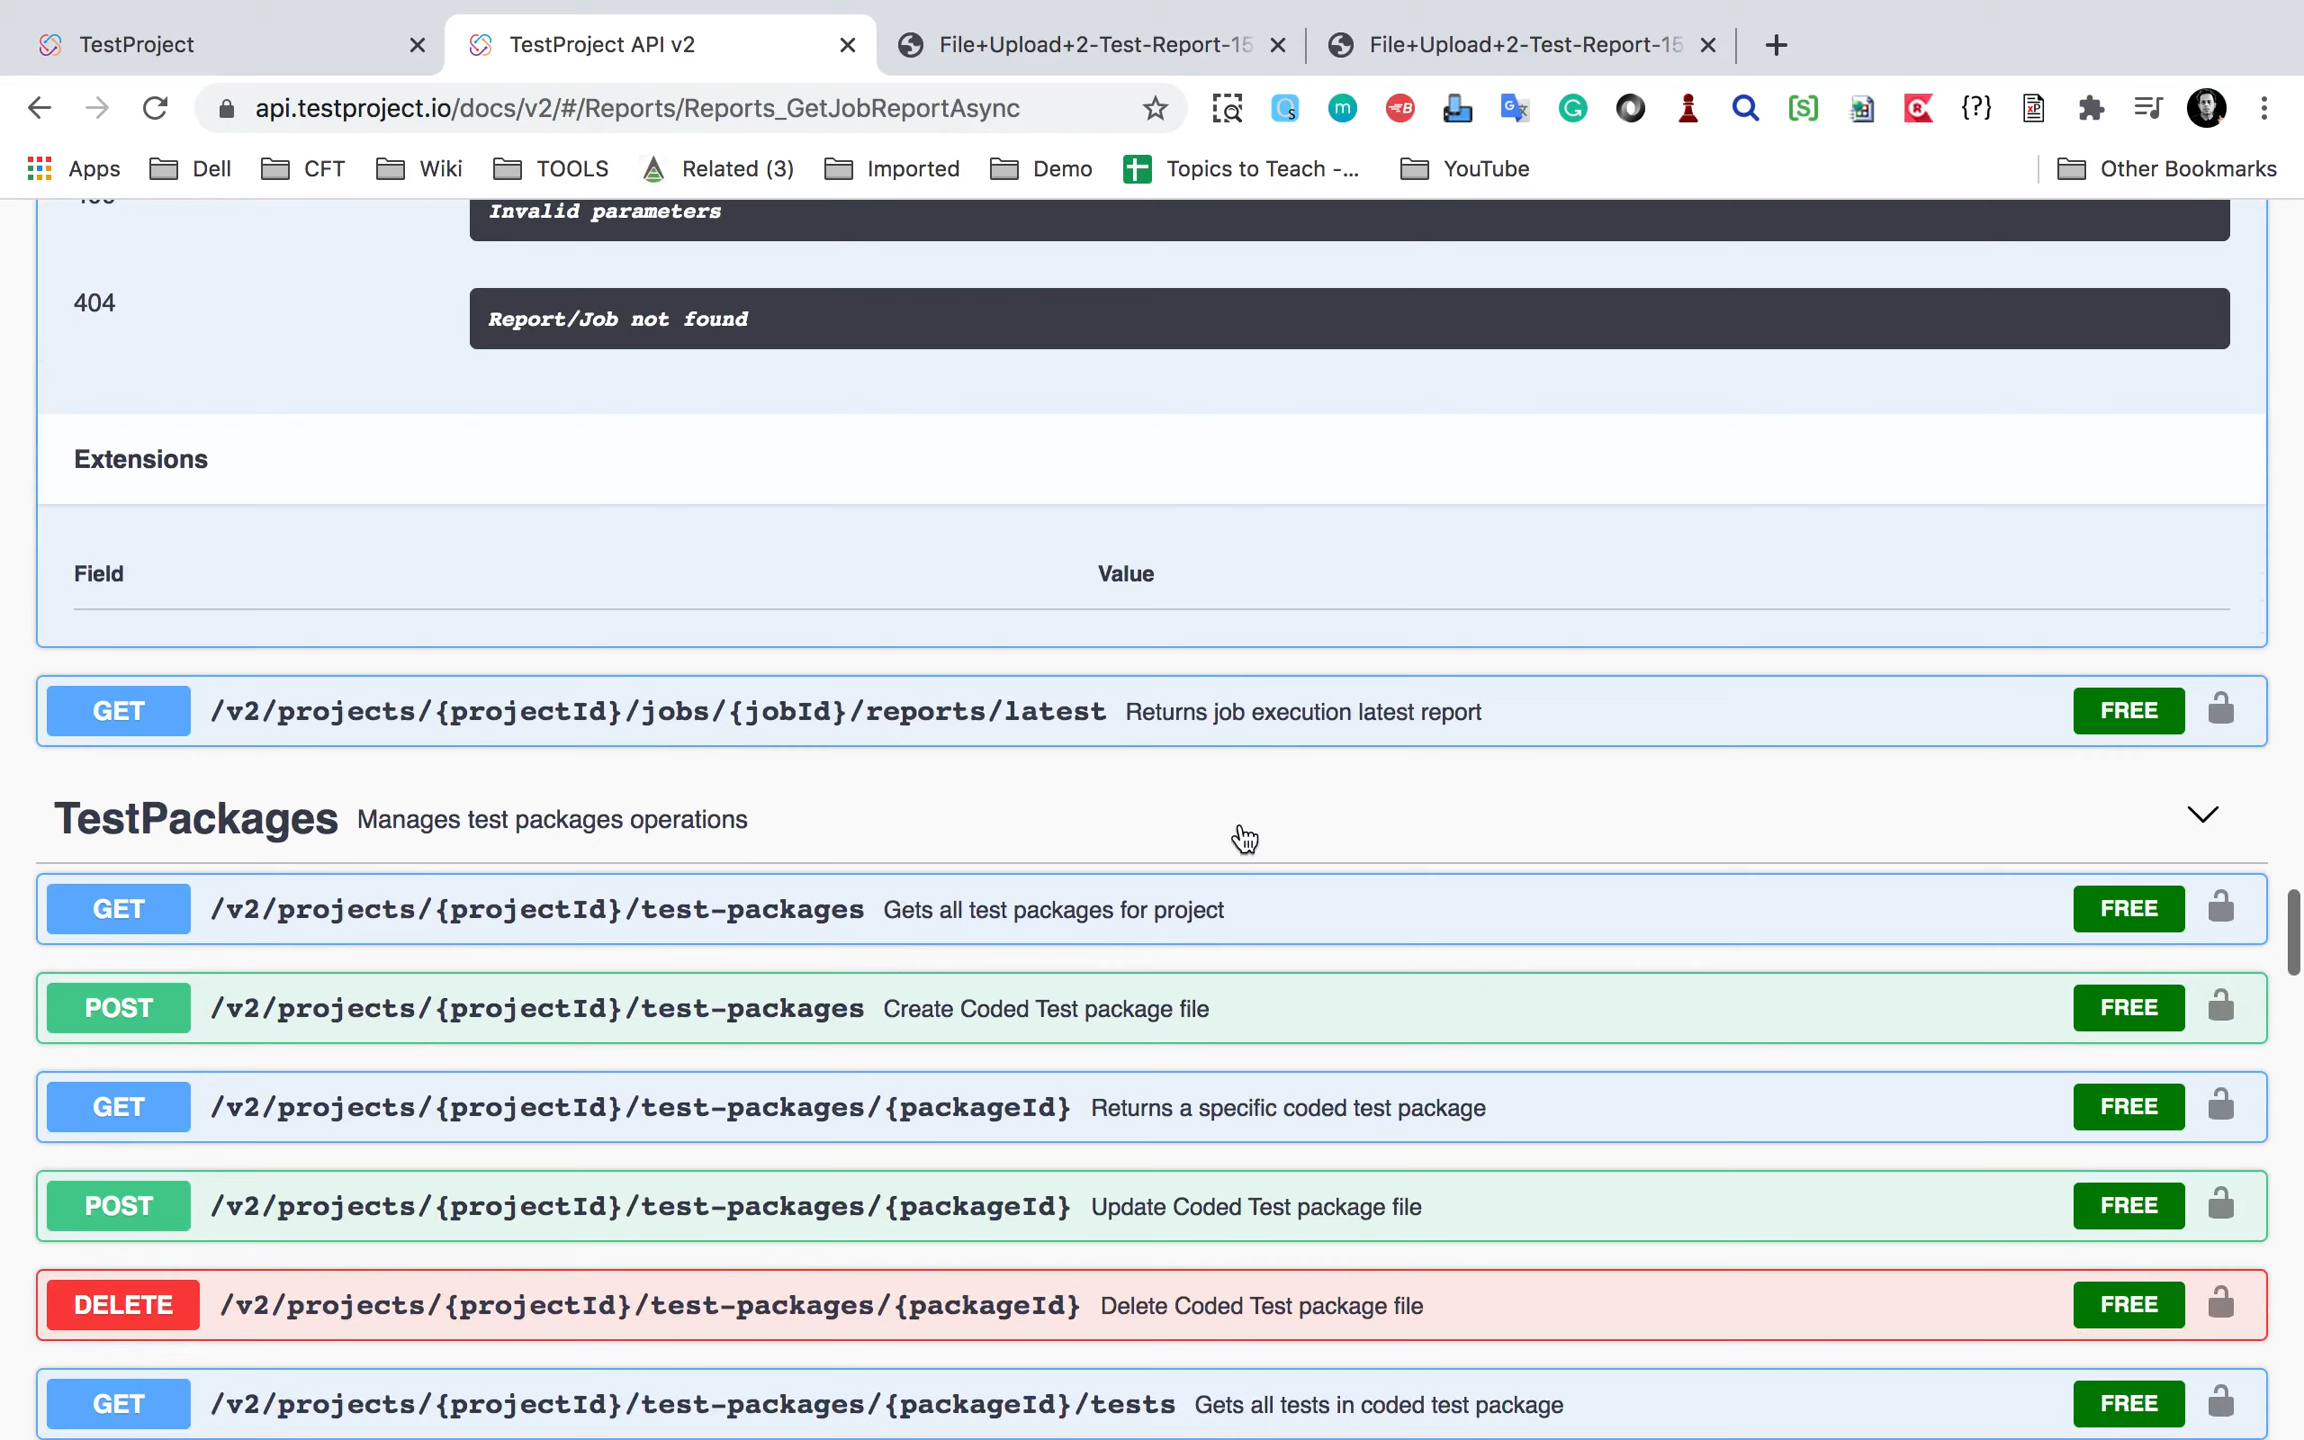 TestProject
TestProject API v2
File+Upload+2-Test-Report-15
File+Upload+2-Test-Report-15
api.testproject.io/docs/v2/#/Reports/Reports_GetJobReportAsync
Apps
Dell
CFT
Wiki
TOOLS
Related (3)
Imported
Demo
Topics to Teach -...
YouTube
Other Bookmarks
Invalid parameters
404
Report/Job not found
Extensions
Field Value
GET /v2/projects/{projectId}/jobs/{jobId}/reports/latest Returns job execution latest report FREE
TestPackages Manages test packages operations
GET /v2/projects/{projectId}/test-packages Gets all test packages for project FREE
POST /v2/projects/{projectId}/test-packages Create Coded Test package file FREE
GET /v2/projects/{projectId}/test-packages/{packageId} Returns a specific coded test package FREE
POST /v2/projects/{projectId}/test-packages/{packageId} Update Coded Test package file FREE
DELETE /v2/projects/{projectId}/test-packages/{packageId} Delete Coded Test package file FREE
GET /v2/projects/{projectId}/test-packages/{packageId}/tests Gets all tests in coded test package FREE